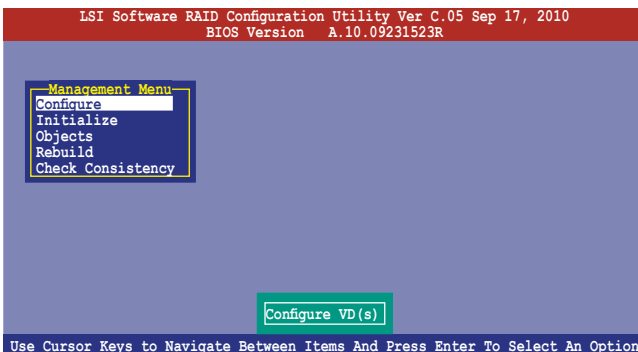 LSI Software RAID Configuration Utility Ver C.05 Sep 17, 2010
BIOS Version A.10.09231523R
Management Menu
Configure
Initialize
Objects
Rebuild
Check Consistency
Configure VD(s)
Use Cursor Keys to Navigate Between Items And Press Enter To Select An Option